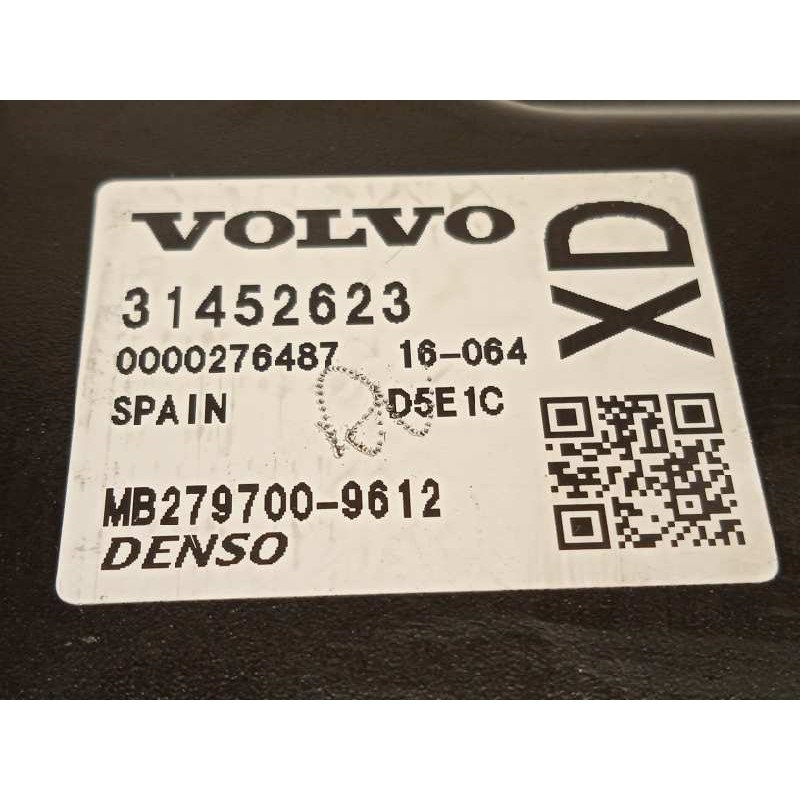 VOLVO
XD
31452623
0000276487 16-064
SPAIN D5E1C
MB279700-9612
DENSO